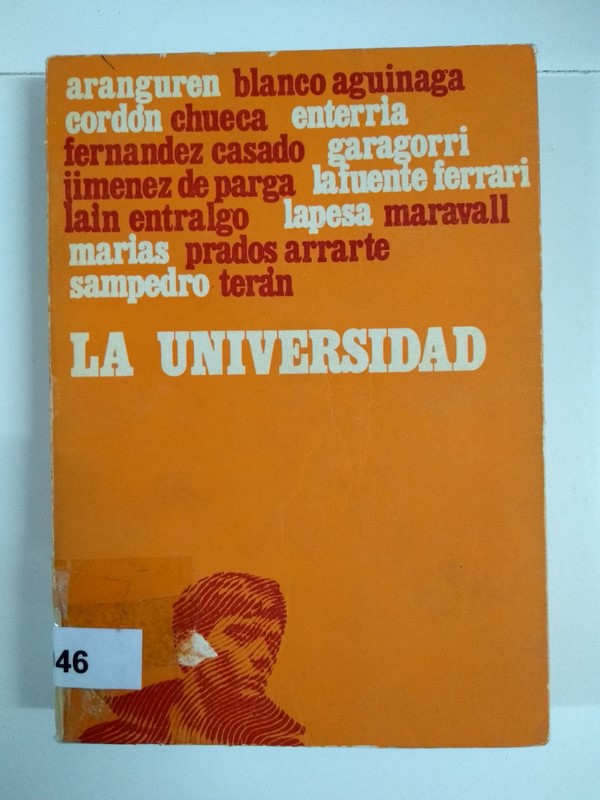 aranguren blanco aguinaga
cordón chueca enterria
fernandez casado garagorri
jimenez de parga lafuente ferrari
lain entralgo lapesa maravall
marias prados arrarte
sampedro terán
LA UNIVERSIDAD
046